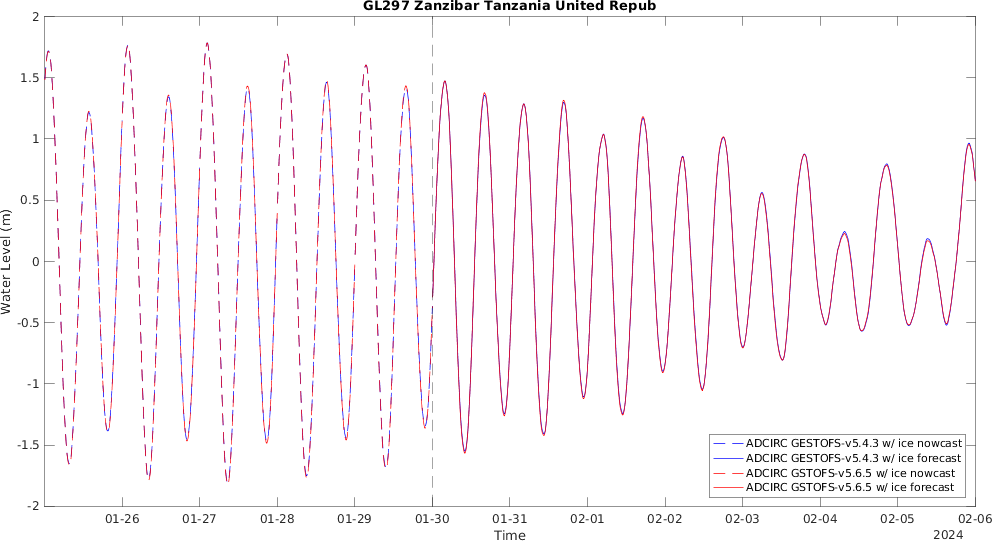 GL297 Zanzibar Tanzania United Repub
2
1.5
1
0.5
0
-0.5
-1
-1.5
-2
Water Level (m)
01-26 01-27 01-28 01-29 01-30 01-31 02-01 02-02 02-03 02-04 02-05 02-06
Time
2024
ADCIRC GESTOFS-v5.4.3 w/ ice nowcast
ADCIRC GESTOFS-v5.4.3 w/ ice forecast
ADCIRC GSTOFS-v5.6.5 w/ ice nowcast
ADCIRC GSTOFS-v5.6.5 w/ ice forecast